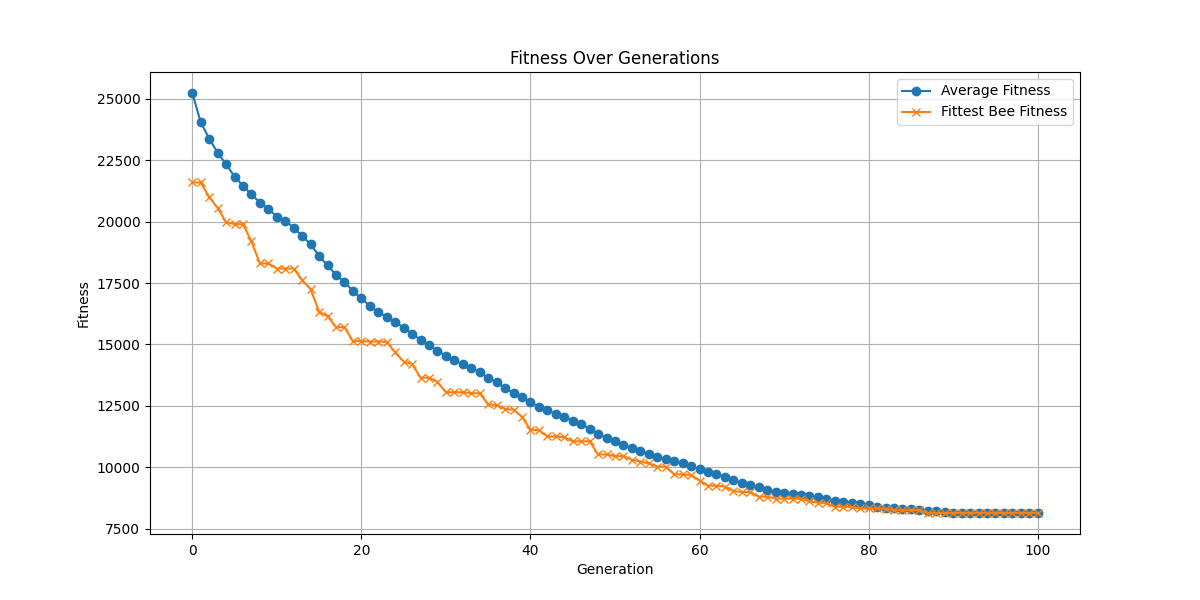 Fitness Over Generations
Average Fitness
Fittest Bee Fitness
25000
22500
20000
17500
15000
12500
10000
7500
Fitness
0 20 40 60 80 100
Generation